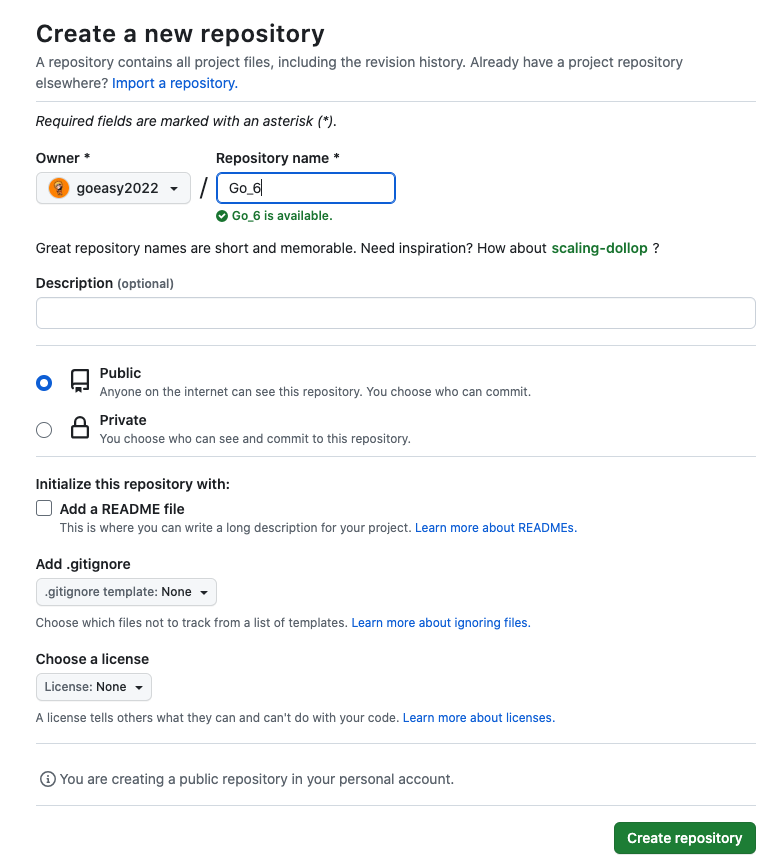 Create a new repository
A repository contains all project files, including the revision history. Already have a project repository
elsewhere? Import a repository.
Required fields are marked with an asterisk (*).
Owner *
Repository name *
goeasy2022
/
Go_6
Go_6 is available.
Great repository names are short and memorable. Need inspiration? How about scaling-dollop ?
Description (optional)
Public
Anyone on the internet can see this repository. You choose who can commit.
Private
You choose who can see and commit to this repository.
Initialize this repository with:
Add a README file
This is where you can write a long description for your project. Learn more about READMEs.
Add .gitignore
.gitignore template: None
Choose which files not to track from a list of templates. Learn more about ignoring files.
Choose a license
License: None
A license tells others what they can and can't do with your code. Learn more about licenses.
You are creating a public repository in your personal account.
Create repository